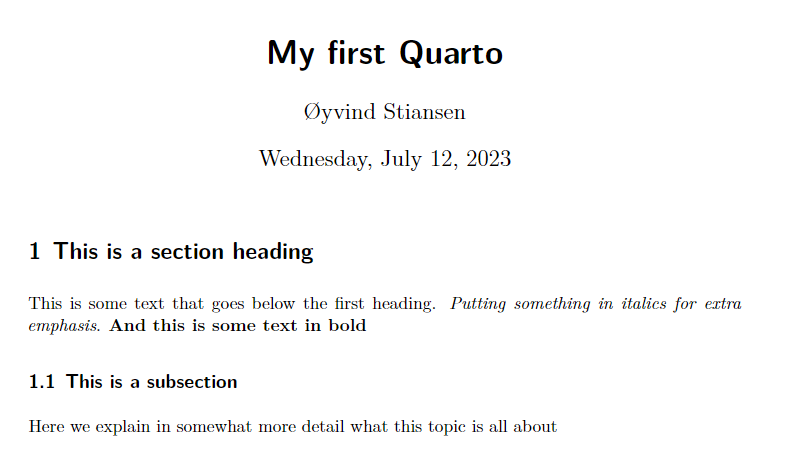 My first Quarto
Øyvind Stiansen
Wednesday, July 12, 2023
1 This is a section heading
This is some text that goes below the first heading. Putting something in italics for extra
emphasis. And this is some text in bold
1.1 This is a subsection
Here we explain in somewhat more detail what this topic is all about